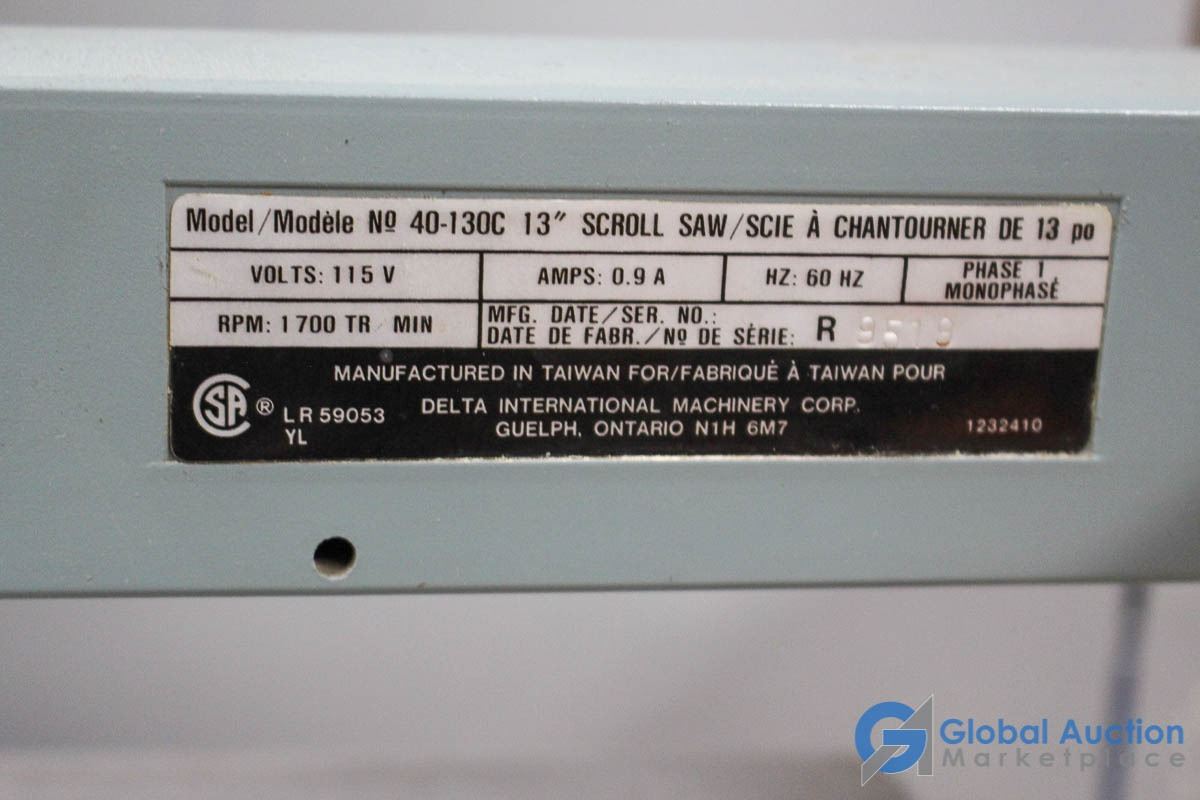 Model/Modèle Nº 40-130C 13" SCROLL SAW/SCIE À CHANTOURNER DE 13 po
VOLTS: 115 V
AMPS: 0.9 A
HZ: 60 HZ
PHASE 1
MONOPHASÉ
RPM: 1700 TR/MIN
MFG. DATE/SER. NO.:
DATE DE FABR./Nº DE SÉRIE: R 9519
MANUFACTURED IN TAIWAN FOR/FABRIQUÉ À TAIWAN POUR
SA ® LR 59053
YL
DELTA INTERNATIONAL MACHINERY CORP.
GUELPH, ONTARIO N1H 6M7
1232410
Global Auction
Marketplace